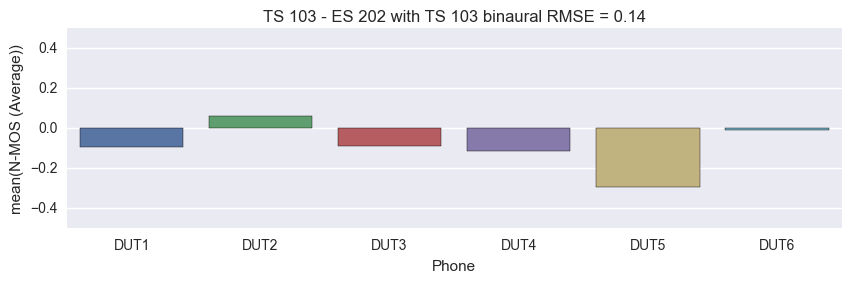 TS 103 - ES 202 with TS 103 binaural RMSE = 0.14
mean(N-MOS (Average))
0.4
0.2
0.0
−0.2
−0.4
DUT1 DUT2 DUT3 DUT4 DUT5 DUT6
Phone